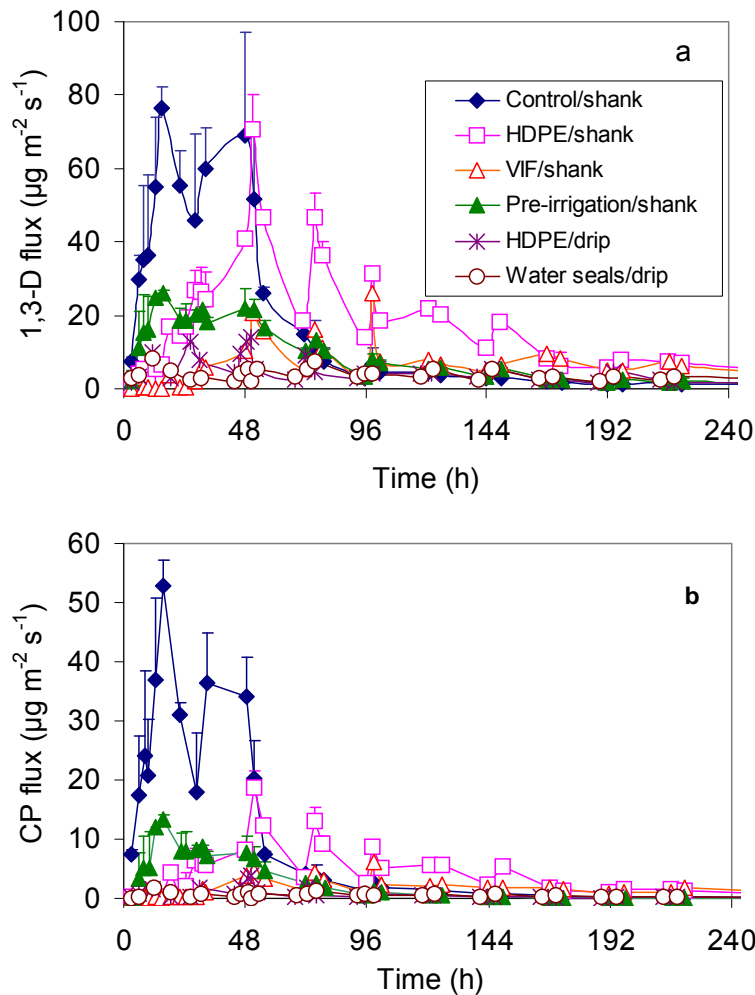 100
80
60
40
20
0
1,3-D flux (µg m⁻² s⁻¹)
a
Control/shank
HDPE/shank
VIF/shank
Pre-irrigation/shank
HDPE/drip
Water seals/drip
0 48 96 144 192 240
Time (h)
60
50
40
30
20
10
0
CP flux (µg m⁻² s⁻¹)
b
0 48 96 144 192 240
Time (h)